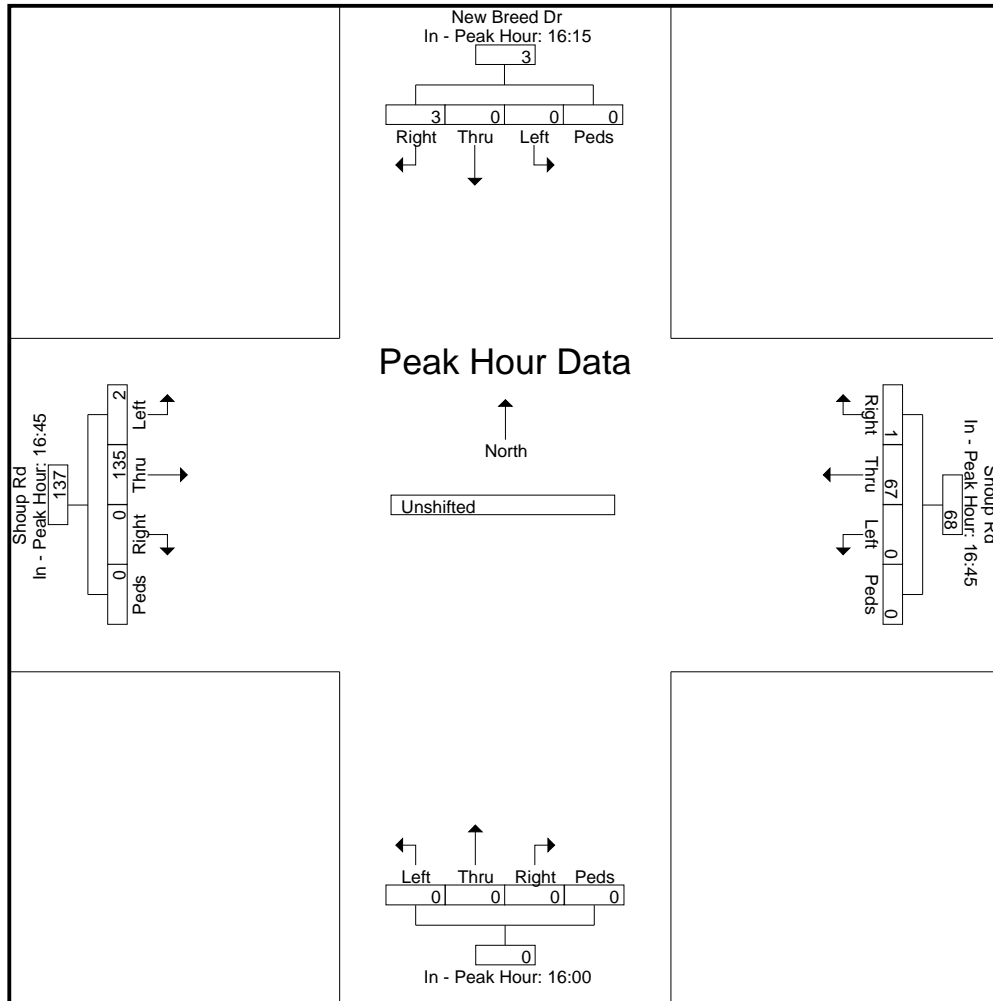 New Breed Dr
In - Peak Hour: 16:15
3
3 0 0 0
Right Thru Left Peds
Peak Hour Data
North
Unshifted
Shoup Rd
In - Peak Hour: 16:45
137
2 135 0 0
Left Thru Right Peds
Shoup Rd
In - Peak Hour: 16:45
68
1 67 0 0
Right Thru Left Peds
Left Thru Right Peds
0 0 0 0
0
In - Peak Hour: 16:00